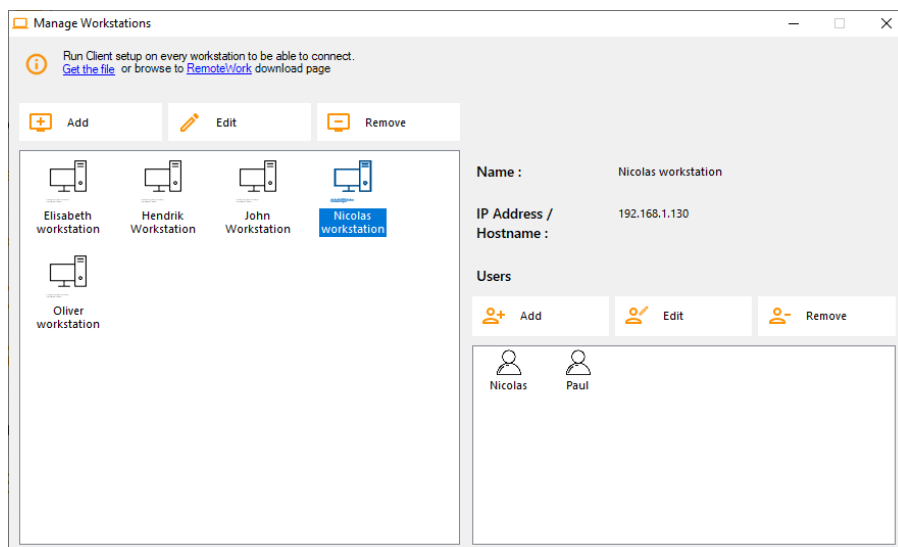 Manage Workstations
Run Client setup on every workstation to be able to connect.
Get the file or browse to RemoteWork download page
Add Edit Remove
Elisabeth workstation
Hendrik Workstation
John Workstation
Nicolas workstation
Oliver workstation
Name : Nicolas workstation
IP Address / Hostname : 192.168.1.130
Users
Add Edit Remove
Nicolas Paul